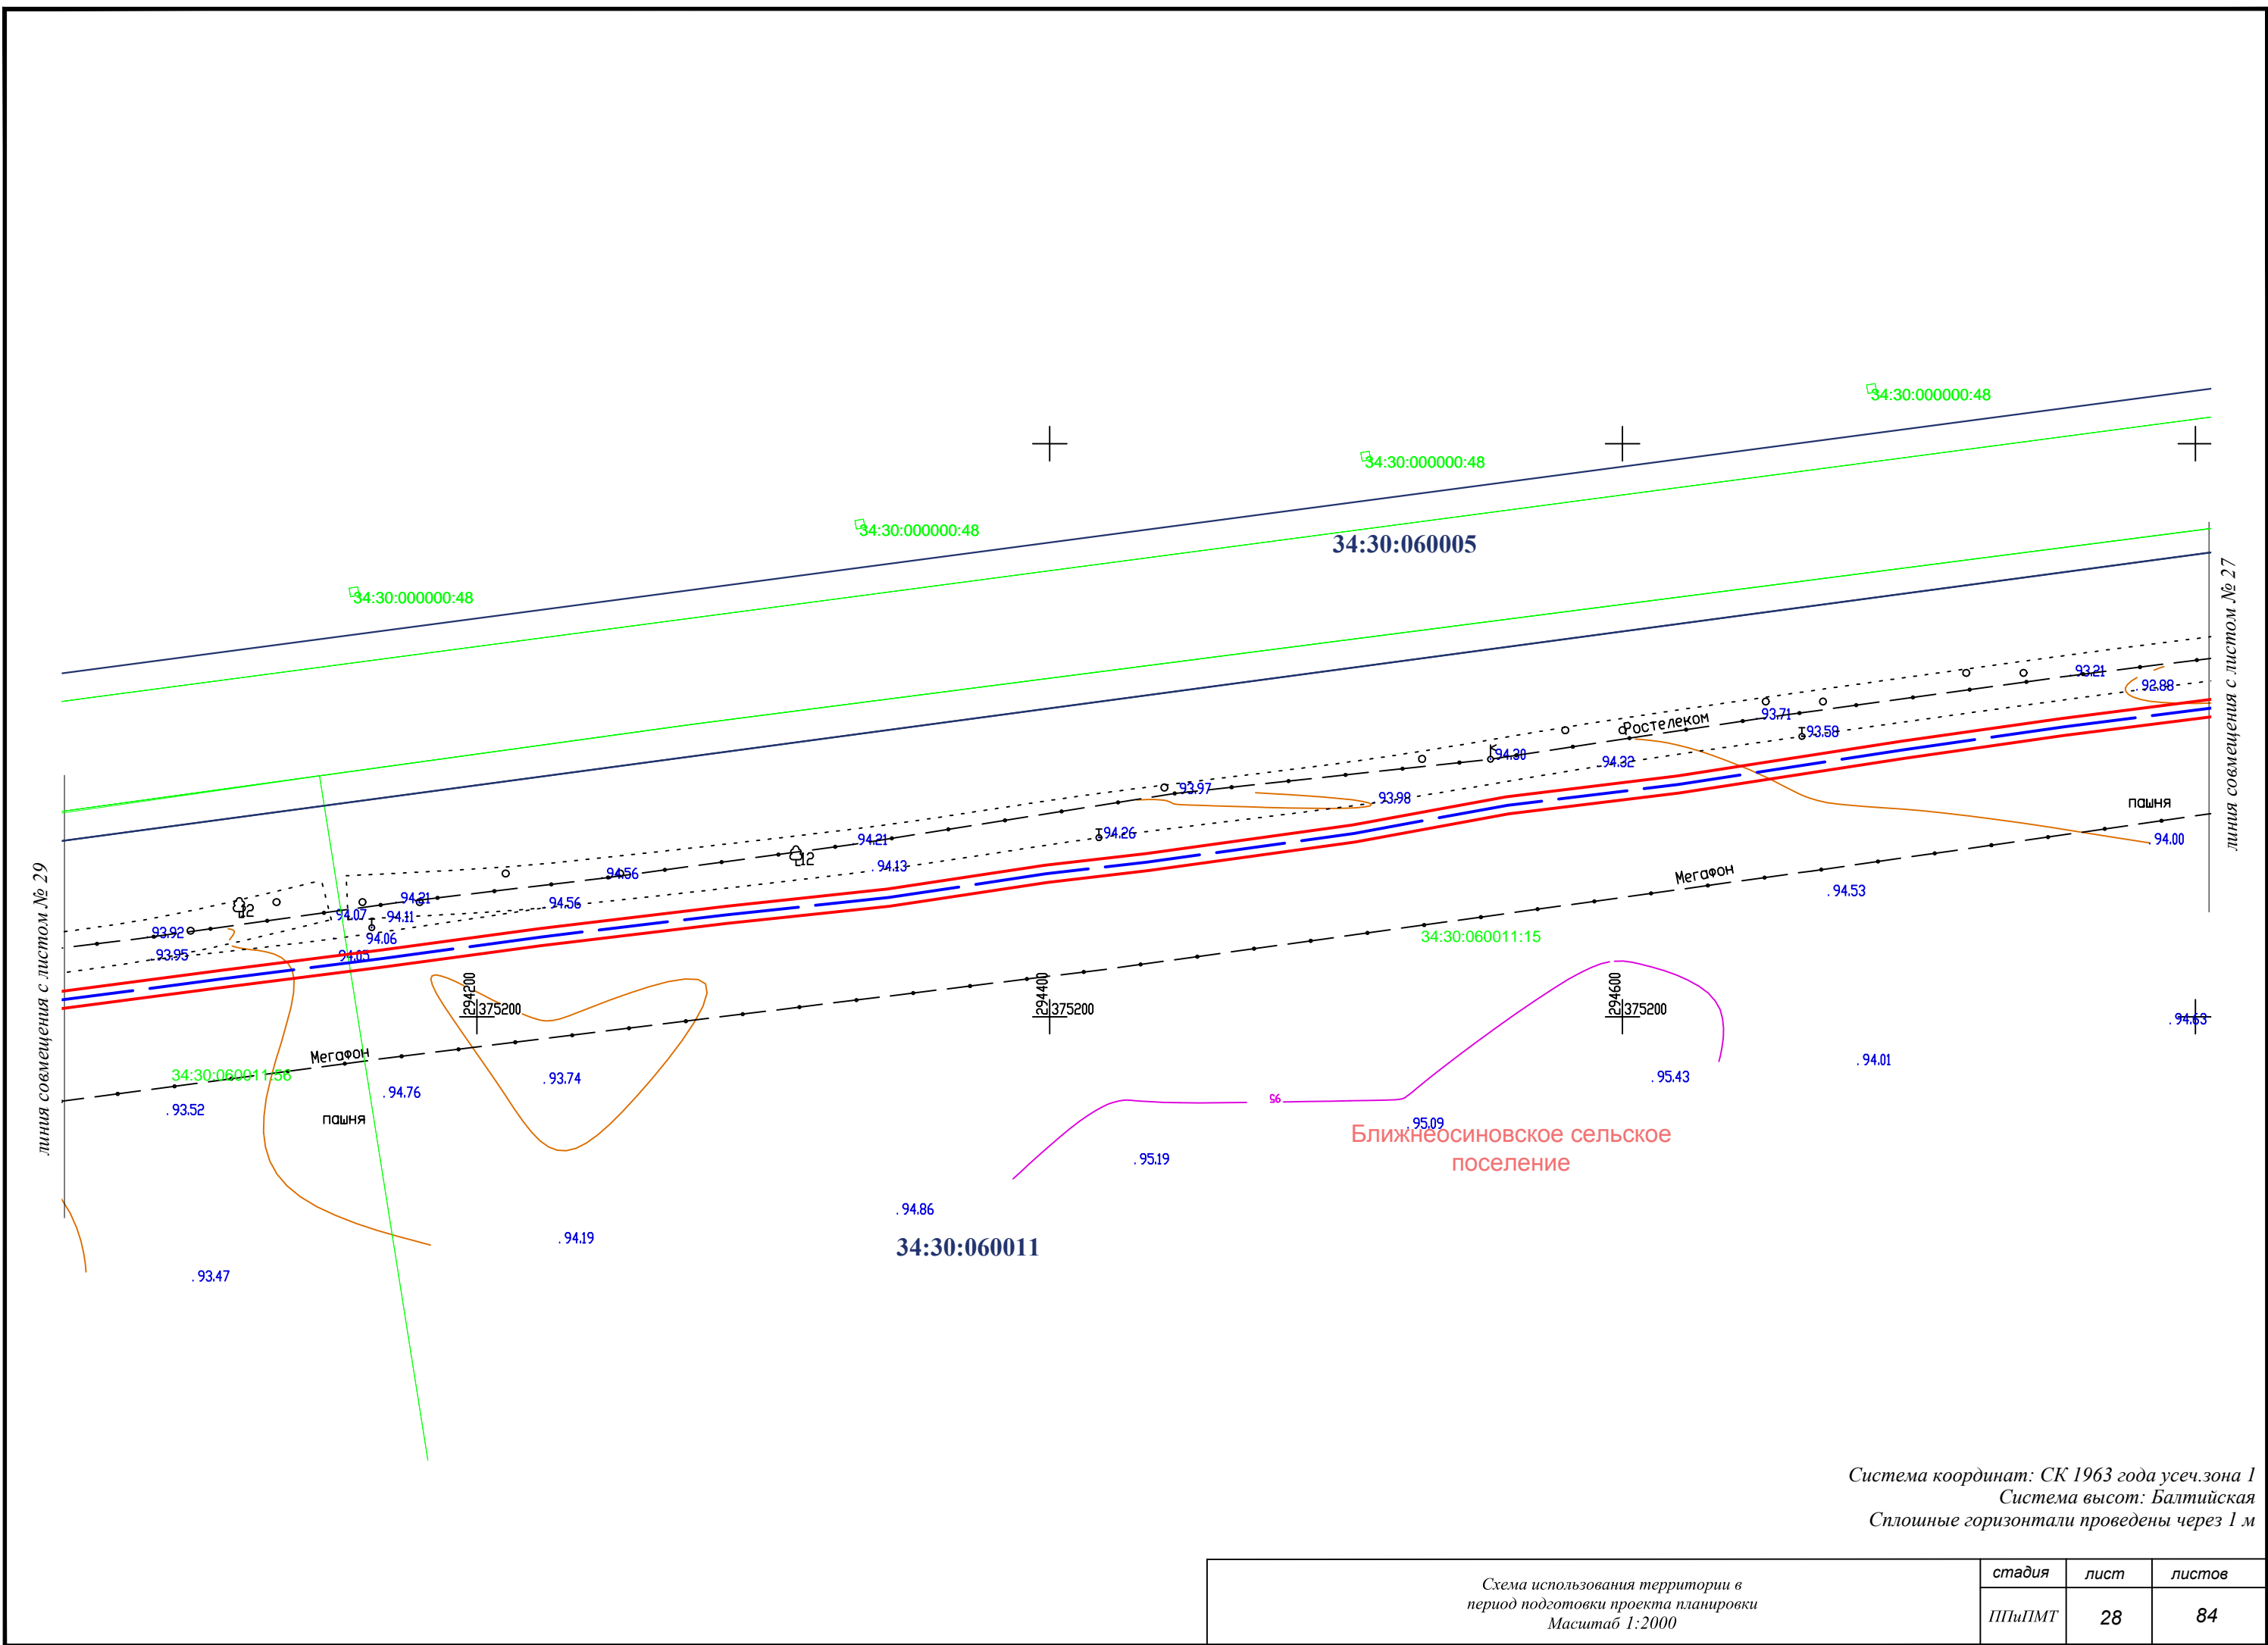 34:30:000000:48
34:30:000000:48
34:30:000000:48
34:30:000000:48
34:30:060005
линия совмещения с листом № 27
93.21
92.88
Ростелеком
93.71
93.58
К
94.30
94.32
93.97
93.98
пашня
94.00
94.26
94.21
12
94.13
Мегафон
94.53
линия совмещения с листом № 29
94.56
94.56
94.21
94.07
94.11
12
93.92
94.06
93.95
94.05
34:30:060011:15
294200
375200
294400
375200
294600
375200
94.63
Мегафон
34:30:060011:56
93.52
94.76
93.74
пашня
95
95.43
94.01
95.09
Ближнеосиновское сельское
поселение
95.19
94.86
94.19
34:30:060011
93.47
Система координат: СК 1963 года усеч.зона 1
Система высот: Балтийская
Сплошные горизонтали проведены через 1 м
Схема использования территории в
период подготовки проекта планировки
Масштаб 1:2000
стадия
лист
листов
ППиПМТ
28
84